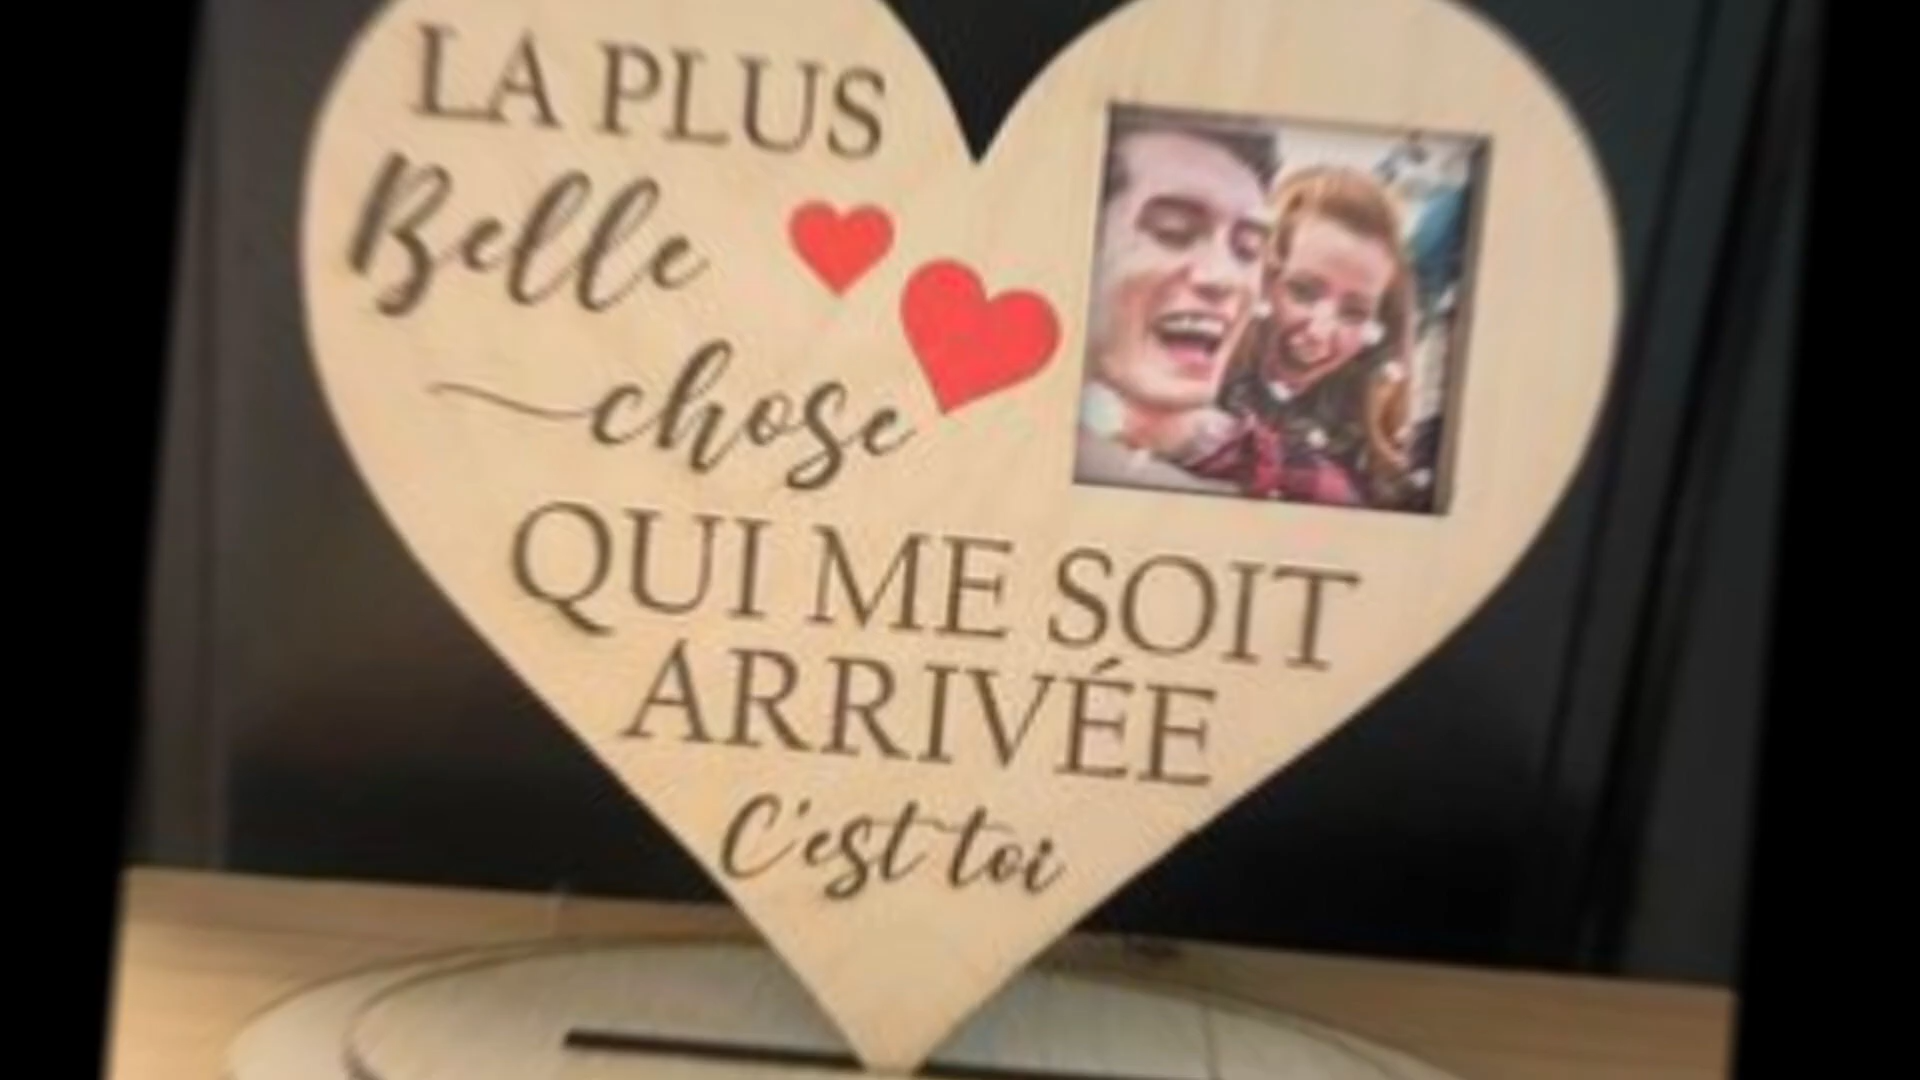 LA PLUS
Belle
chose
QUI ME SOIT
ARRIVÉE
C'est toi